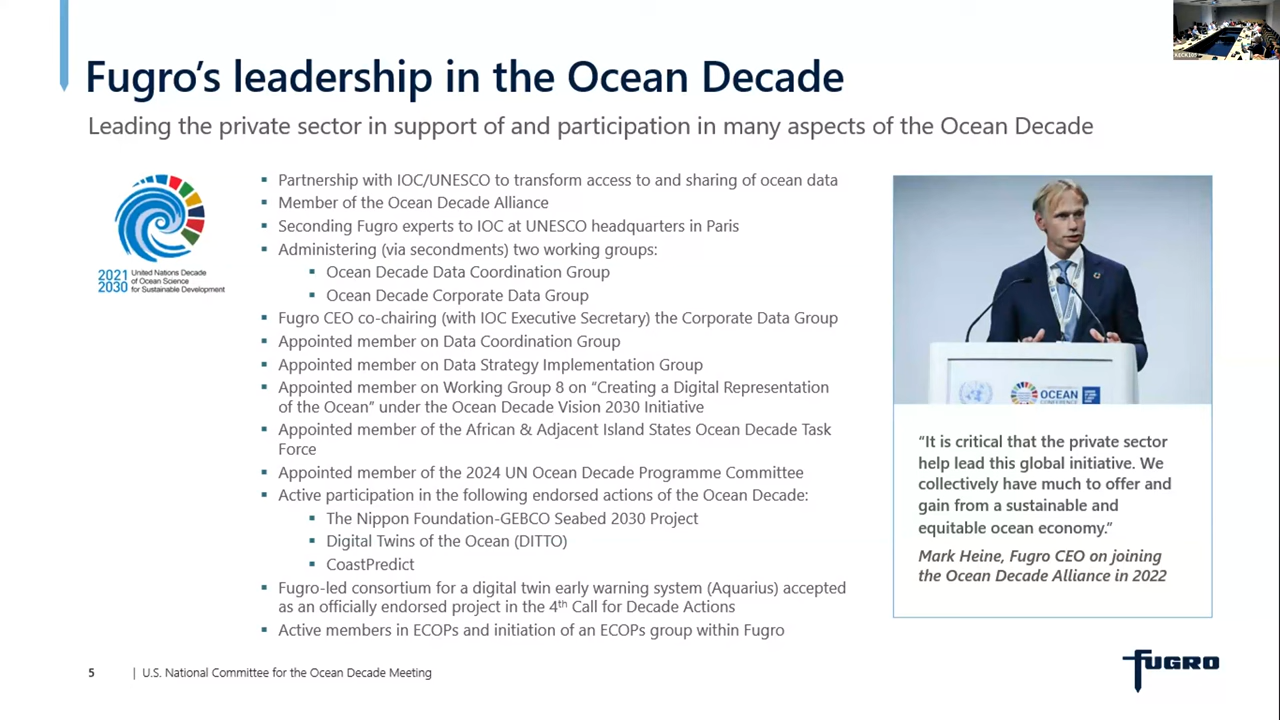 Fugro's leadership in the Ocean Decade
Leading the private sector in support of and participation in many aspects of the Ocean Decade
2021
2030
United Nations Decade
of Ocean Science
for Sustainable Development
▪ Partnership with IOC/UNESCO to transform access to and sharing of ocean data
▪ Member of the Ocean Decade Alliance
▪ Seconding Fugro experts to IOC at UNESCO headquarters in Paris
▪ Administering (via secondments) two working groups:
▪ Ocean Decade Data Coordination Group
▪ Ocean Decade Corporate Data Group
▪ Fugro CEO co-chairing (with IOC Executive Secretary) the Corporate Data Group
▪ Appointed member on Data Coordination Group
▪ Appointed member on Data Strategy Implementation Group
▪ Appointed member on Working Group 8 on “Creating a Digital Representation
of the Ocean” under the Ocean Decade Vision 2030 Initiative
▪ Appointed member of the African & Adjacent Island States Ocean Decade Task
Force
▪ Appointed member of the 2024 UN Ocean Decade Programme Committee
▪ Active participation in the following endorsed actions of the Ocean Decade:
▪ The Nippon Foundation-GEBCO Seabed 2030 Project
▪ Digital Twins of the Ocean (DITTO)
▪ CoastPredict
▪ Fugro-led consortium for a digital twin early warning system (Aquarius) accepted
as an officially endorsed project in the 4th Call for Decade Actions
▪ Active members in ECOPs and initiation of an ECOPs group within Fugro
OCEAN
“It is critical that the private sector
help lead this global initiative. We
collectively have much to offer and
gain from a sustainable and
equitable ocean economy.”
Mark Heine, Fugro CEO on joining
the Ocean Decade Alliance in 2022
5 | U.S. National Committee for the Ocean Decade Meeting
FUGRO